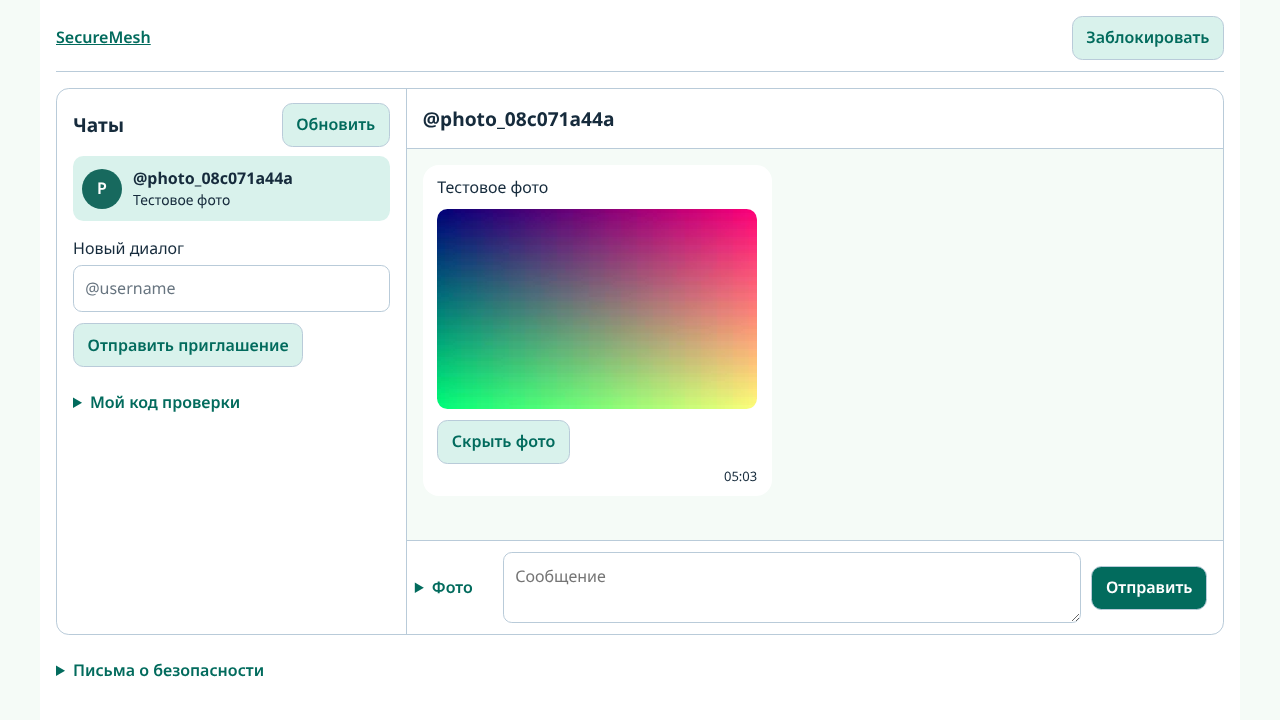 SecureMesh
Заблокировать
Чаты
Обновить
P
@photo_08c071a44a
Тестовое фото
Новый диалог
@username
Отправить приглашение
Мой код проверки
@photo_08c071a44a
Тестовое фото
Скрыть фото
05:03
Фото
Сообщение
Отправить
Письма о безопасности